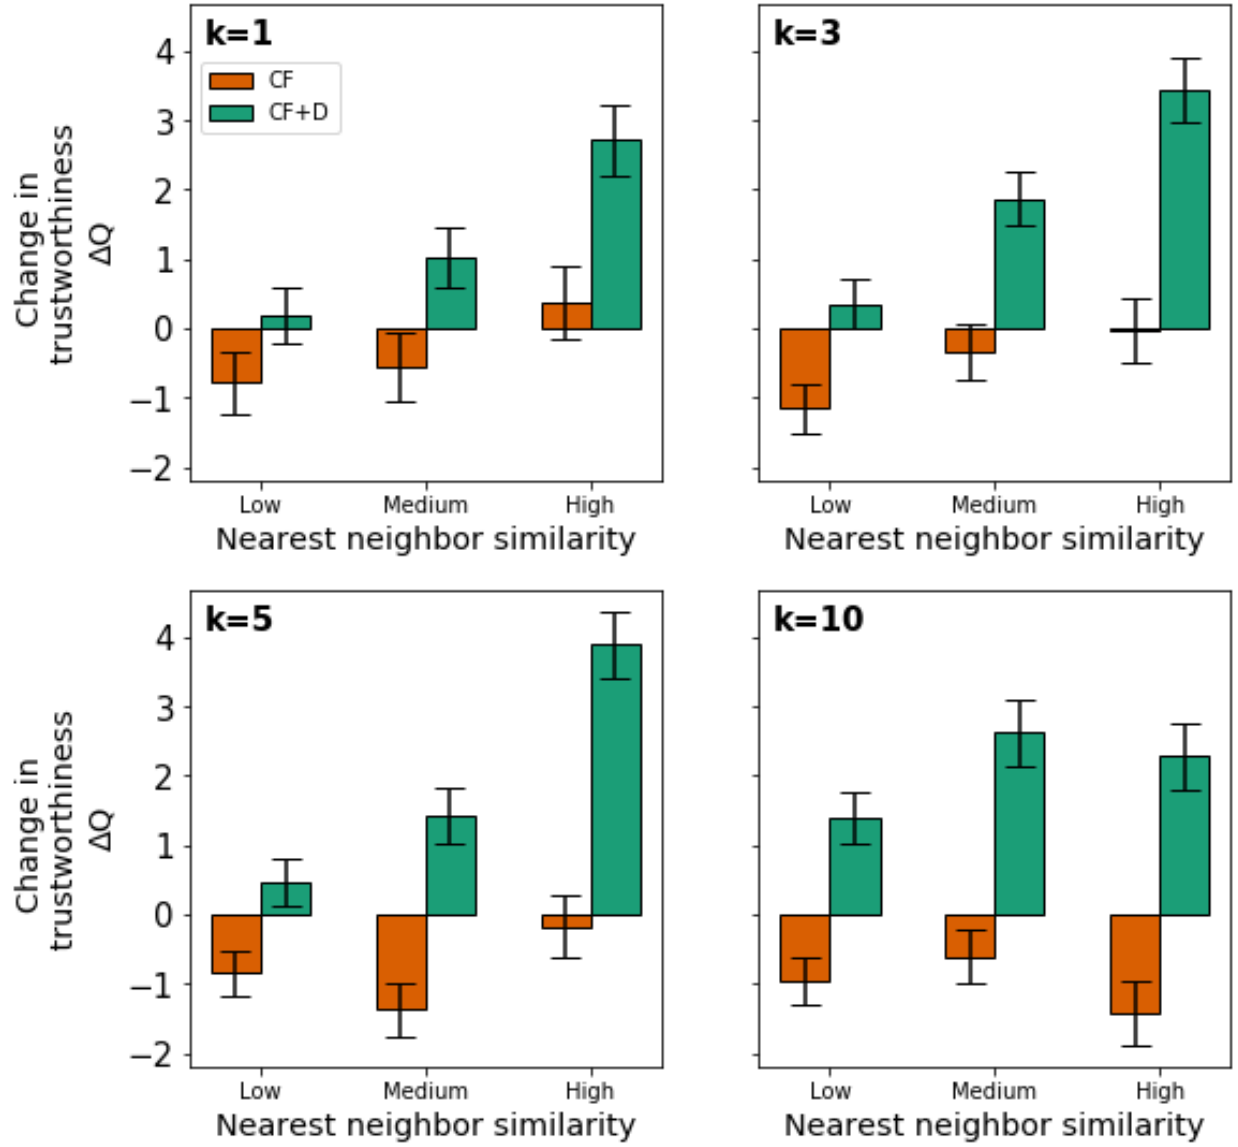 k=1
CF
CF+D
4
3
2
1
0
−1
−2
Change in
trustworthiness
ΔQ
Low Medium High
Nearest neighbor similarity
k=3
Low Medium High
Nearest neighbor similarity
k=5
4
3
2
1
0
−1
−2
Change in
trustworthiness
ΔQ
Low Medium High
Nearest neighbor similarity
k=10
Low Medium High
Nearest neighbor similarity